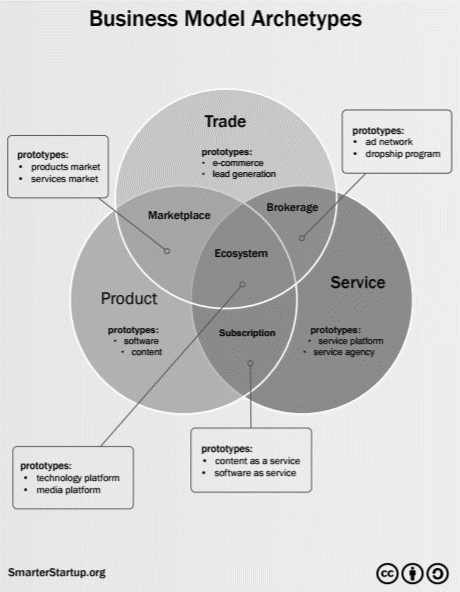 Business Model Archetypes
Trade
prototypes:
• e-commerce
• lead generation
prototypes:
• products market
• services market
prototypes:
• ad network
• dropship program
Marketplace
Brokerage
Ecosystem
Product
prototypes:
• software
• content
Service
prototypes:
• service platform
• service agency
Subscription
prototypes:
• technology platform
• media platform
prototypes:
• content as a service
• software as service
SmarterStartup.org
cc